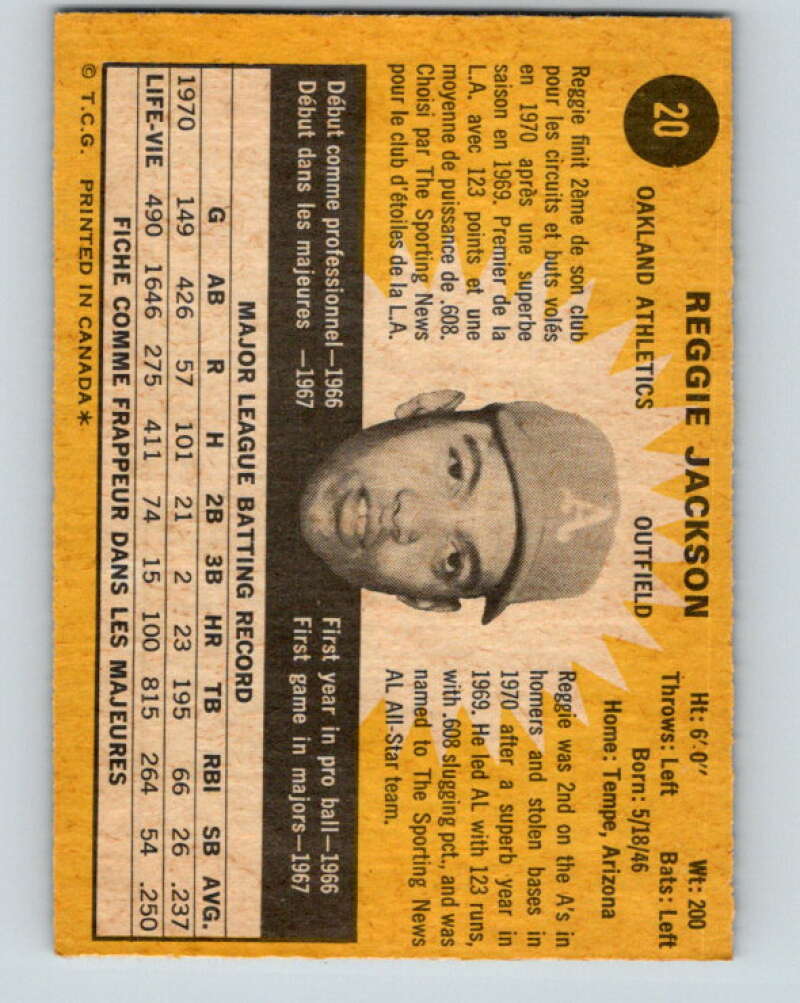 20
REGGIE JACKSON
OAKLAND ATHLETICS OUTFIELD
Ht: 6'0" Wt: 200
Throws: Left Bats: Left
Born: 5/18/46
Home: Tempe, Arizona
Reggie finit 2ème de son club
pour les circuits et buts volés
en 1970 après une superbe
saison en 1969. Premier de la
L.A. avec 123 points et une
moyenne de puissance de .608.
Choisi par The Sporting News
pour le club d'étoiles de la L.A.
A
Reggie was 2nd on the A's in
homers and stolen bases in
1970 after a superb year in
1969. He led AL with 123 runs,
with .608 slugging pct., and was
named to The Sporting News
AL All-Star team.
Début comme professionnel—1966
Début dans les majeures —1967
First year in pro ball—1966
First game in majors—1967
MAJOR LEAGUE BATTING RECORD
G AB R H 2B 3B HR TB RBI SB AVG.
1970 149 426 57 101 21 2 23 195 66 26 .237
LIFE-VIE 490 1646 275 411 74 15 100 815 264 54 .250
FICHE COMME FRAPPEUR DANS LES MAJEURES
© T.C.G. PRINTED IN CANADA *